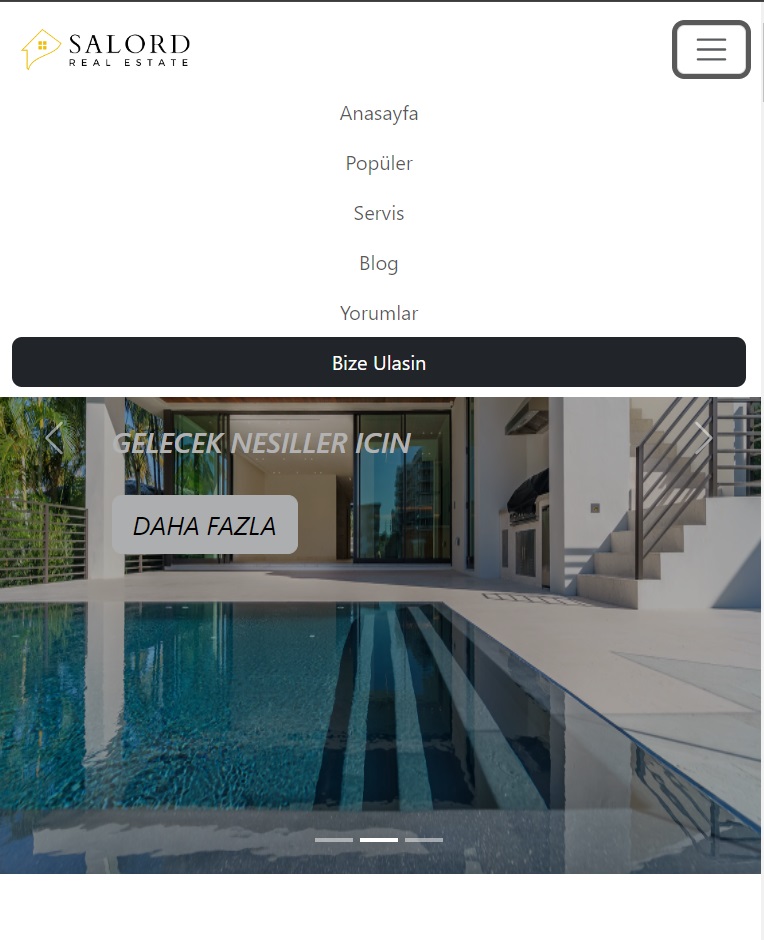 SALORD
REAL ESTATE
Anasayfa
Popüler
Servis
Blog
Yorumlar
Bize Ulasin
GELECEK NESILLER ICIN
DAHA FAZLA